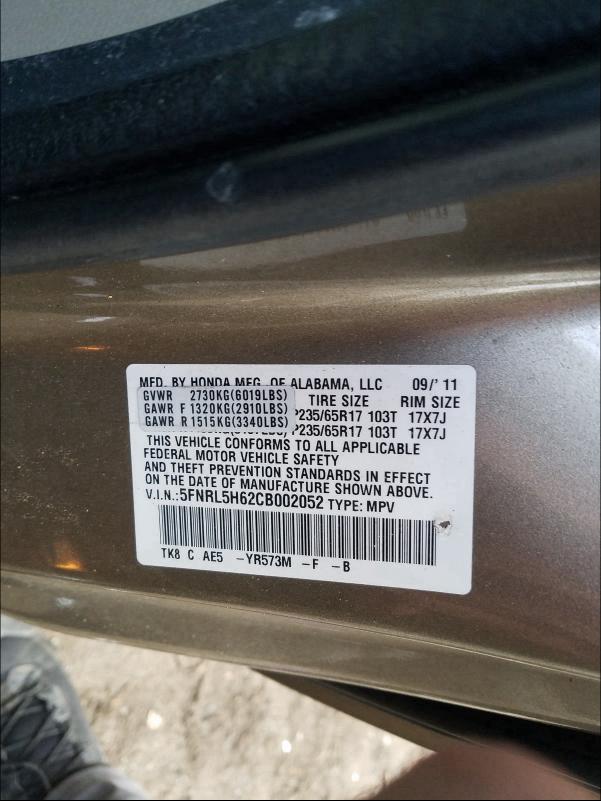 MFD. BY HONDA MFG. OF ALABAMA, LLC 09/'11
GVWR 2730KG(6019LBS) TIRE SIZE RIM SIZE
GAWR F 1320KG(2910LBS) P235/65R17 103T 17X7J
GAWR R 1515KG(3340LBS) P235/65R17 103T 17X7J
THIS VEHICLE CONFORMS TO ALL APPLICABLE
FEDERAL MOTOR VEHICLE SAFETY
AND THEFT PREVENTION STANDARDS IN EFFECT
ON THE DATE OF MANUFACTURE SHOWN ABOVE.
V.I.N.:5FNRL5H62CB002052 TYPE: MPV
TK8 C AE5 -YR573M -F -B